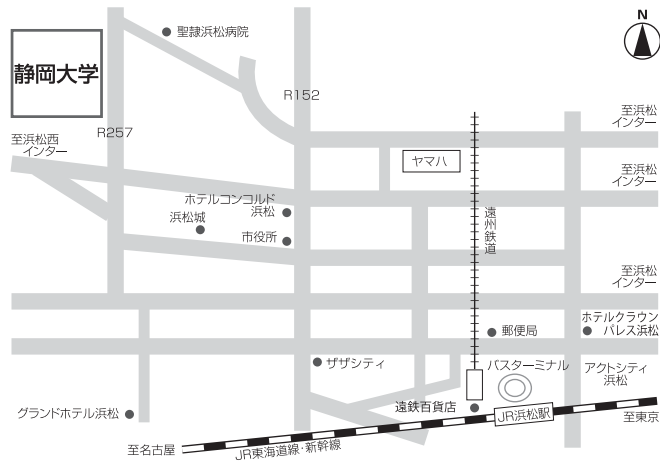 N
聖隷浜松病院
静岡大学
R152
R257
至浜松
インター
至浜松西
インター
ヤマハ
至浜松
インター
ホテルコンコルド
浜松
浜松城
市役所
遠州鉄道
至浜松
インター
ホテルクラウン
パレス浜松
郵便局
ザザシティ
バスターミナル
アクトシティ
浜松
遠鉄百貨店
グランドホテル浜松
JR浜松駅
至東京
至名古屋
JR東海道線・新幹線